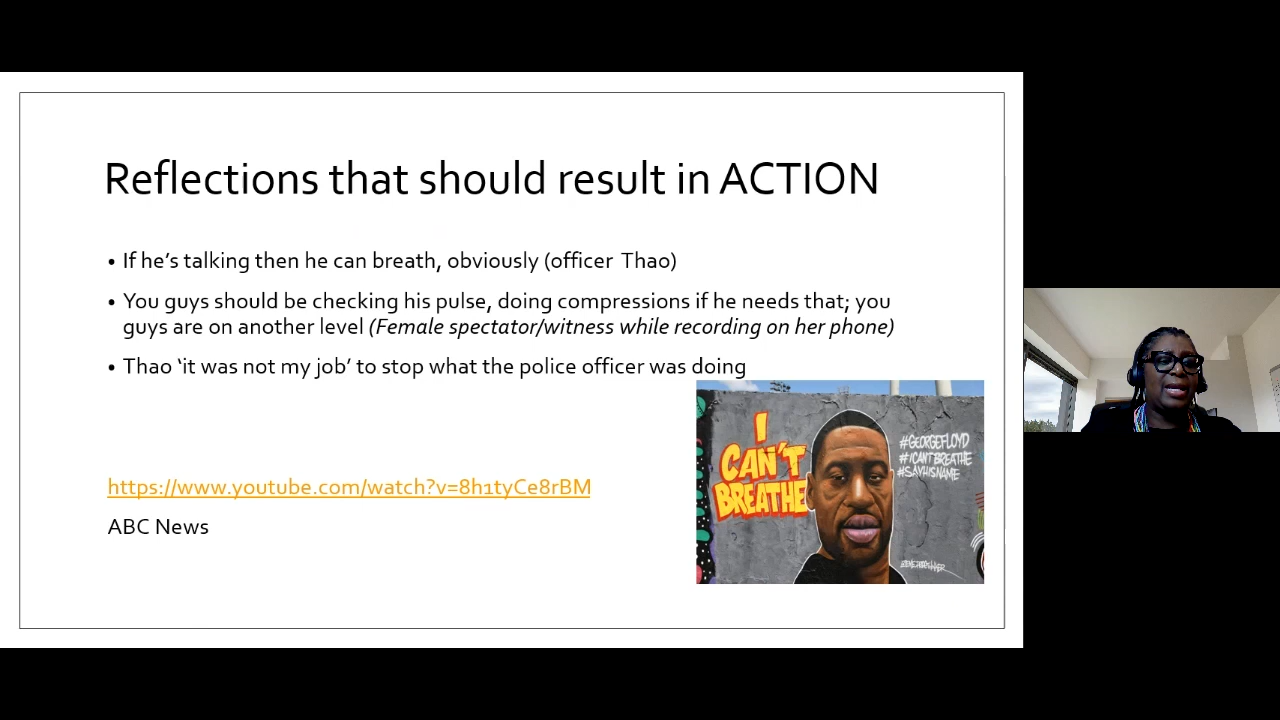 Reflections that should result in ACTION
• If he's talking then he can breath, obviously (officer Thao)
• You guys should be checking his pulse, doing compressions if he needs that; you
guys are on another level (Female spectator/witness while recording on her phone)
• Thao 'it was not my job' to stop what the police officer was doing
I
CAN'T
BREATHE
#GEORGEFLOYD
#ICANTBREATHE
#SAYHISNAME
https://www.youtube.com/watch?v=8h1tyCe8rBM
ABC News